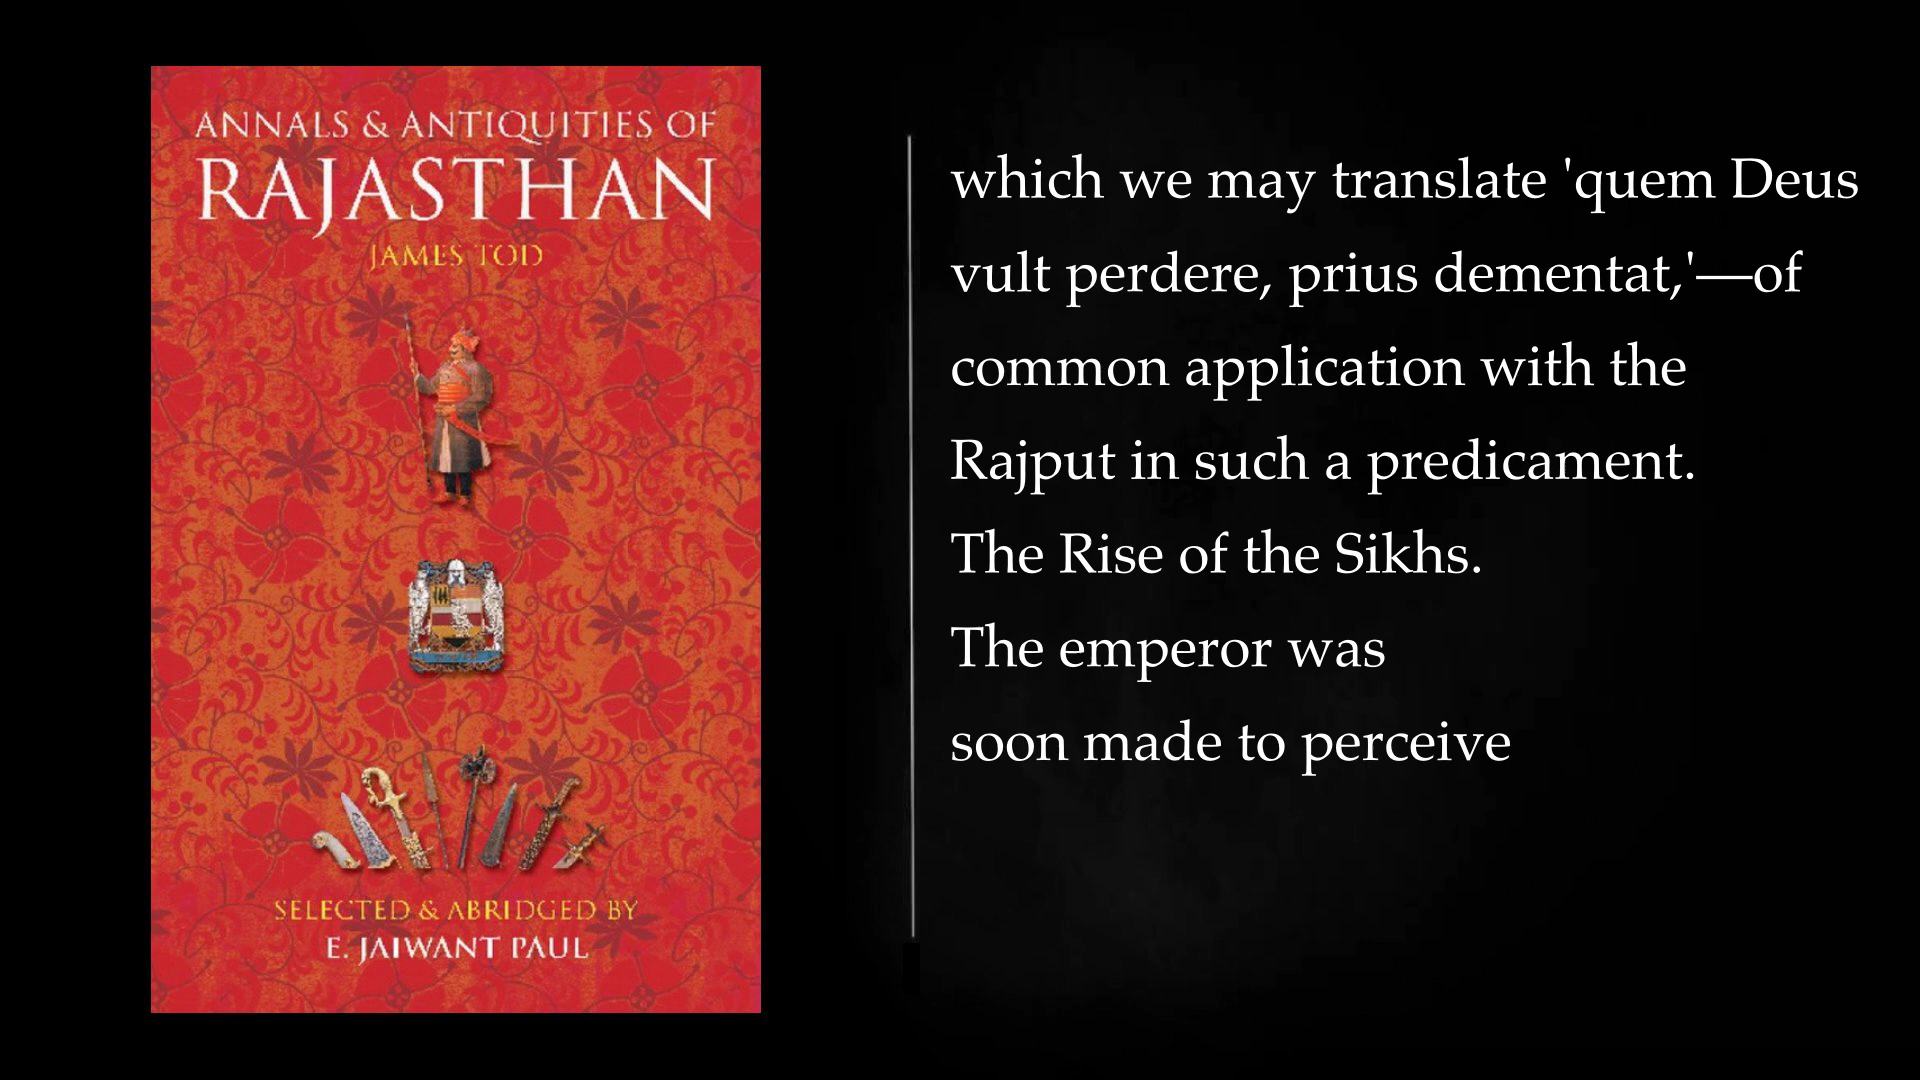 ANNALS & ANTIQUITIES OF
RAJASTHAN
JAMES TOD
SELECTED & ABRIDGED BY
E. JAIWANT PAUL
which we may translate 'quem Deus
vult perdere, prius dementat,'—of
common application with the
Rajput in such a predicament.
The Rise of the Sikhs.
The emperor was
soon made to perceive